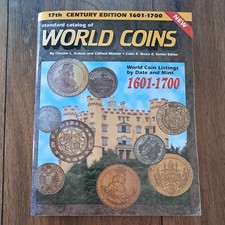 17th CENTURY EDITION 1601-1700
NEW
standard catalog of
WORLD COINS
By Chester L. Krause and Clifford Mishler • Colin R. Bruce II, Senior Editor
World Coin Listings
by Date and Mint
1601-1700